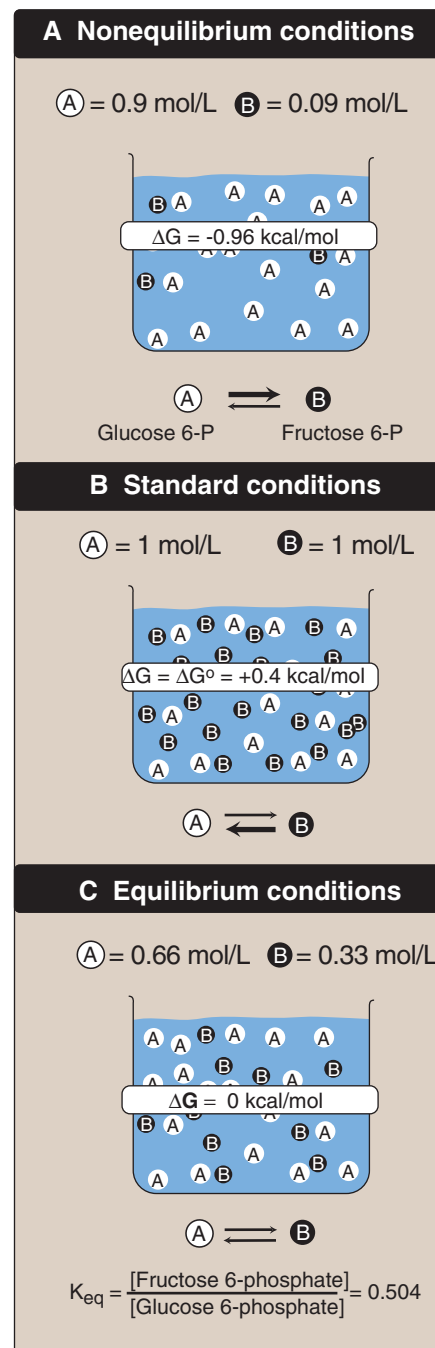 A Nonequilibrium conditions
A = 0.9 mol/L B = 0.09 mol/L
B A A A A A
A
ΔG = -0.96 kcal/mol
A A B A
B A A A
A
A A A A
A B
Glucose 6-P Fructose 6-P
B Standard conditions
A = 1 mol/L B = 1 mol/L
B A B A B A B A
B B B A B
ΔG = ΔGº = +0.4 kcal/mol
B A B B A B A
B B A B A B B
A A B B A B A
A B
C Equilibrium conditions
A = 0.66 mol/L B = 0.33 mol/L
A A B A A A
A B B A B
ΔG = 0 kcal/mol
B A B A B A
B A
A A B A B A
A B
Keq = [Fructose 6-phosphate] = 0.504
[Glucose 6-phosphate]